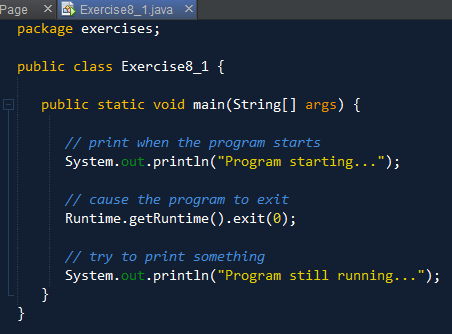 Page Exercise8_1.java
package exercises;
public class Exercise8_1 {
public static void main(String[] args) {
// print when the program starts
System.out.println("Program starting...");
// cause the program to exit
Runtime.getRuntime().exit(0);
// try to print something
System.out.println("Program still running...");
}
}